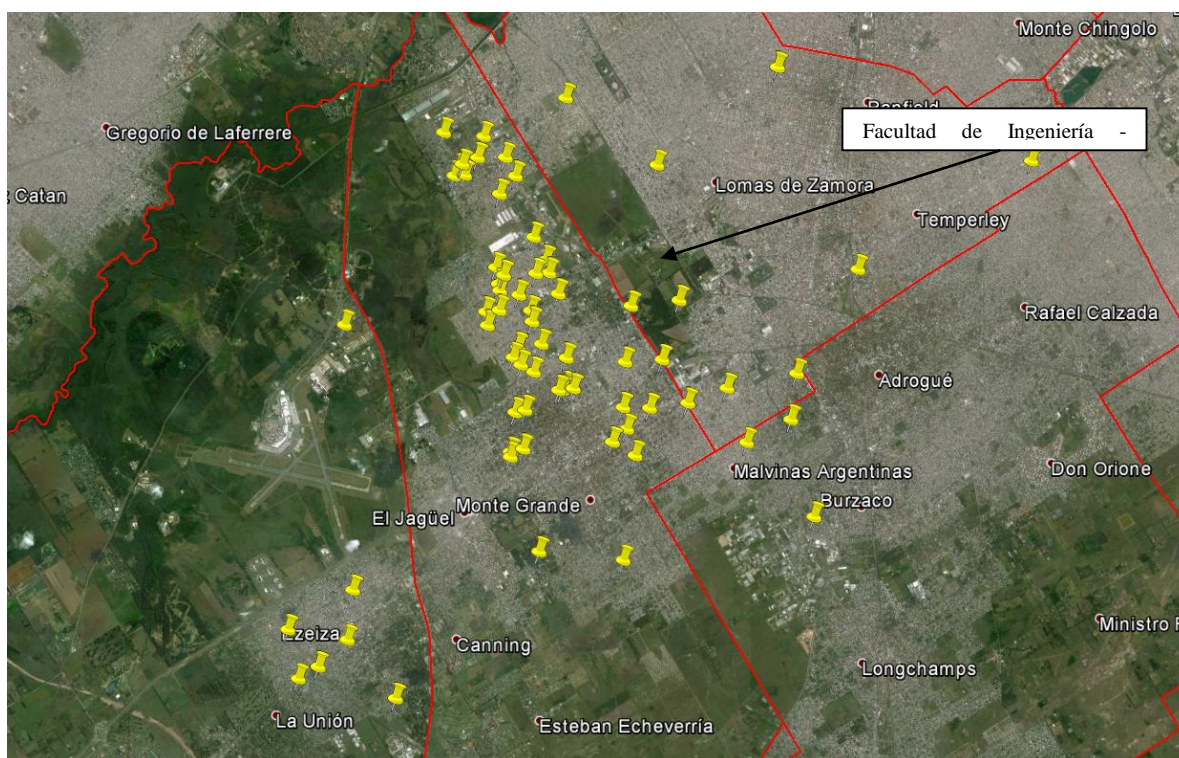 Monte Chingolo
Banfield
Gregorio de Laferrere
Facultad de Ingeniería -
Catan
Lomas de Zamora
Temperley
Rafael Calzada
Adrogué
Malvinas Argentinas
Don Orione
Monte Grande
Burzaco
El Jagüel
Ezeiza
Canning
Ministro
Longchamps
La Unión
Esteban Echeverría